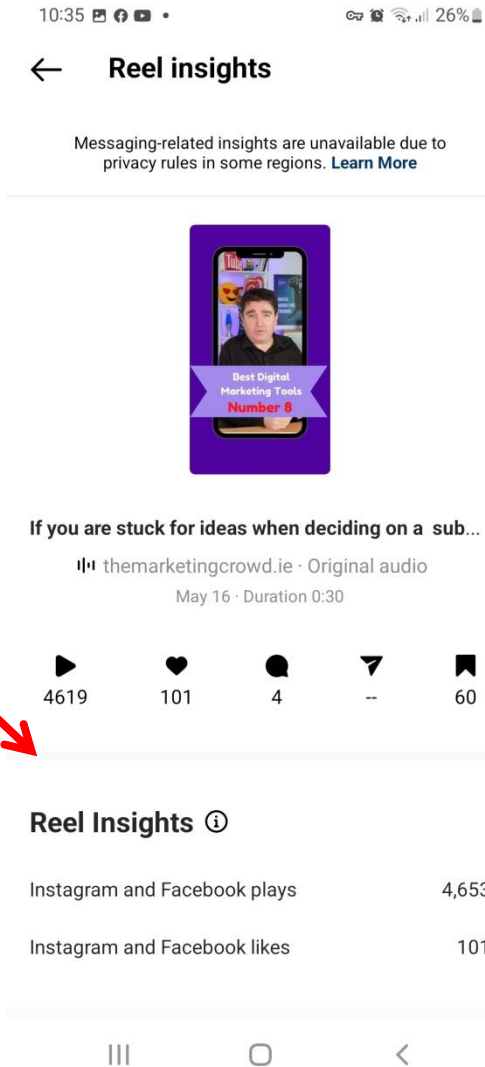 10:35 26%
Reel insights
Messaging-related insights are unavailable due to
privacy rules in some regions. Learn More
Tube
Best Digital
Marketing Tools
Number 8
If you are stuck for ideas when deciding on a sub...
themarketingcrowd.ie · Original audio
May 16 · Duration 0:30
4619 101 4 -- 60
Reel Insights
Instagram and Facebook plays 4,653
Instagram and Facebook likes 101